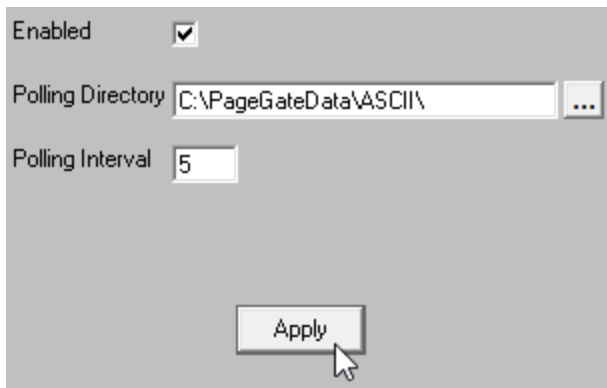 Enabled
Polling Directory C:\PageGateData\ASCII\ ...
Polling Interval 5
Apply